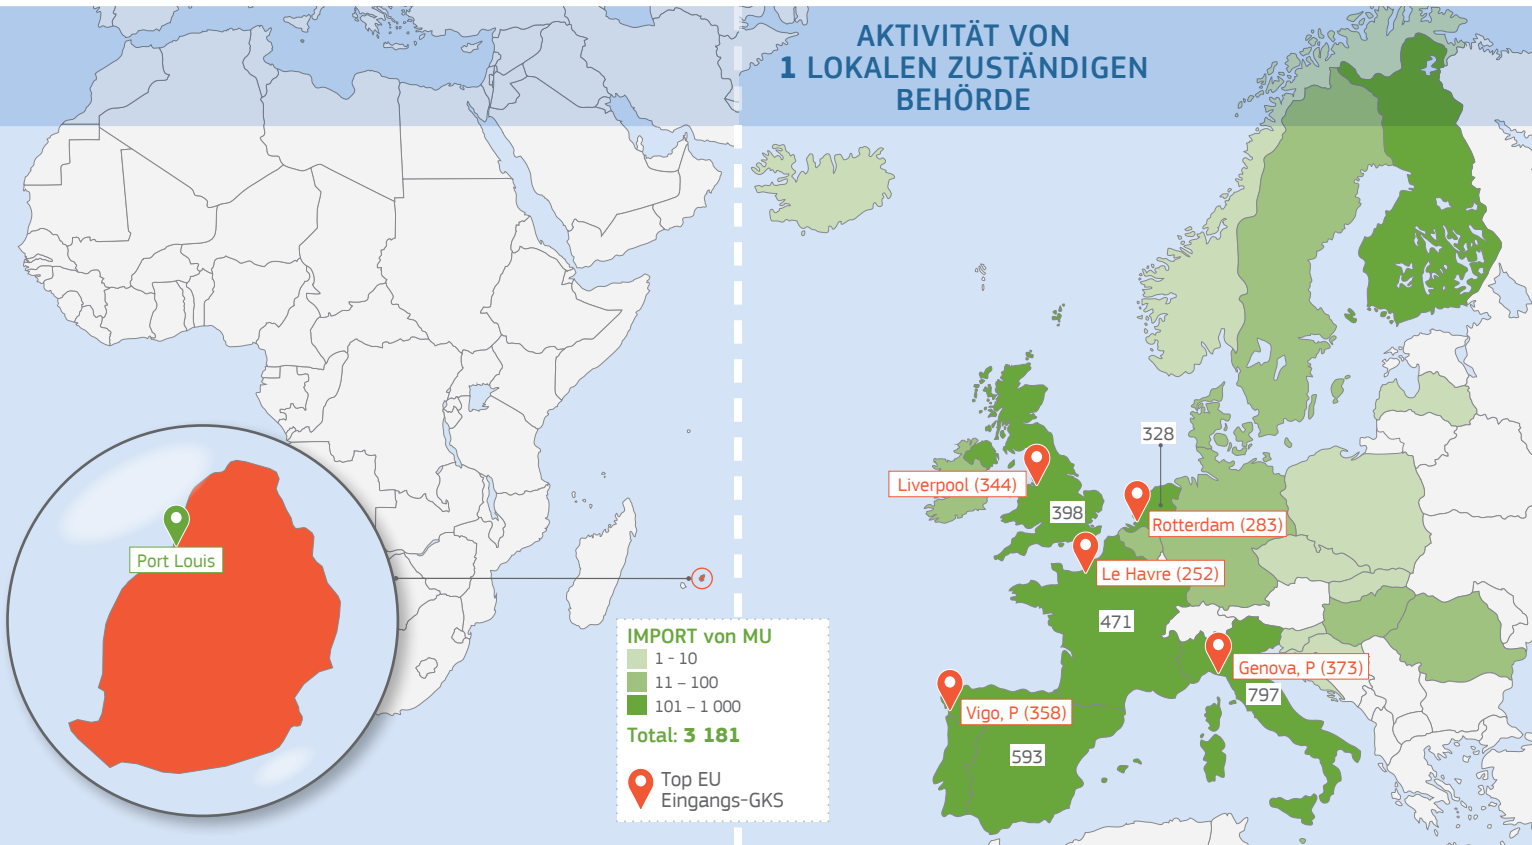 AKTIVITÄT VON
1 LOKALEN ZUSTÄNDIGEN
BEHÖRDE
328
Liverpool (344)
398
Rotterdam (283)
Port Louis
Le Havre (252)
471
IMPORT von MU
1 - 10
11 – 100
101 – 1 000
Total: 3 181
Top EU
Eingangs-GKS
Genova, P (373)
797
Vigo, P (358)
593